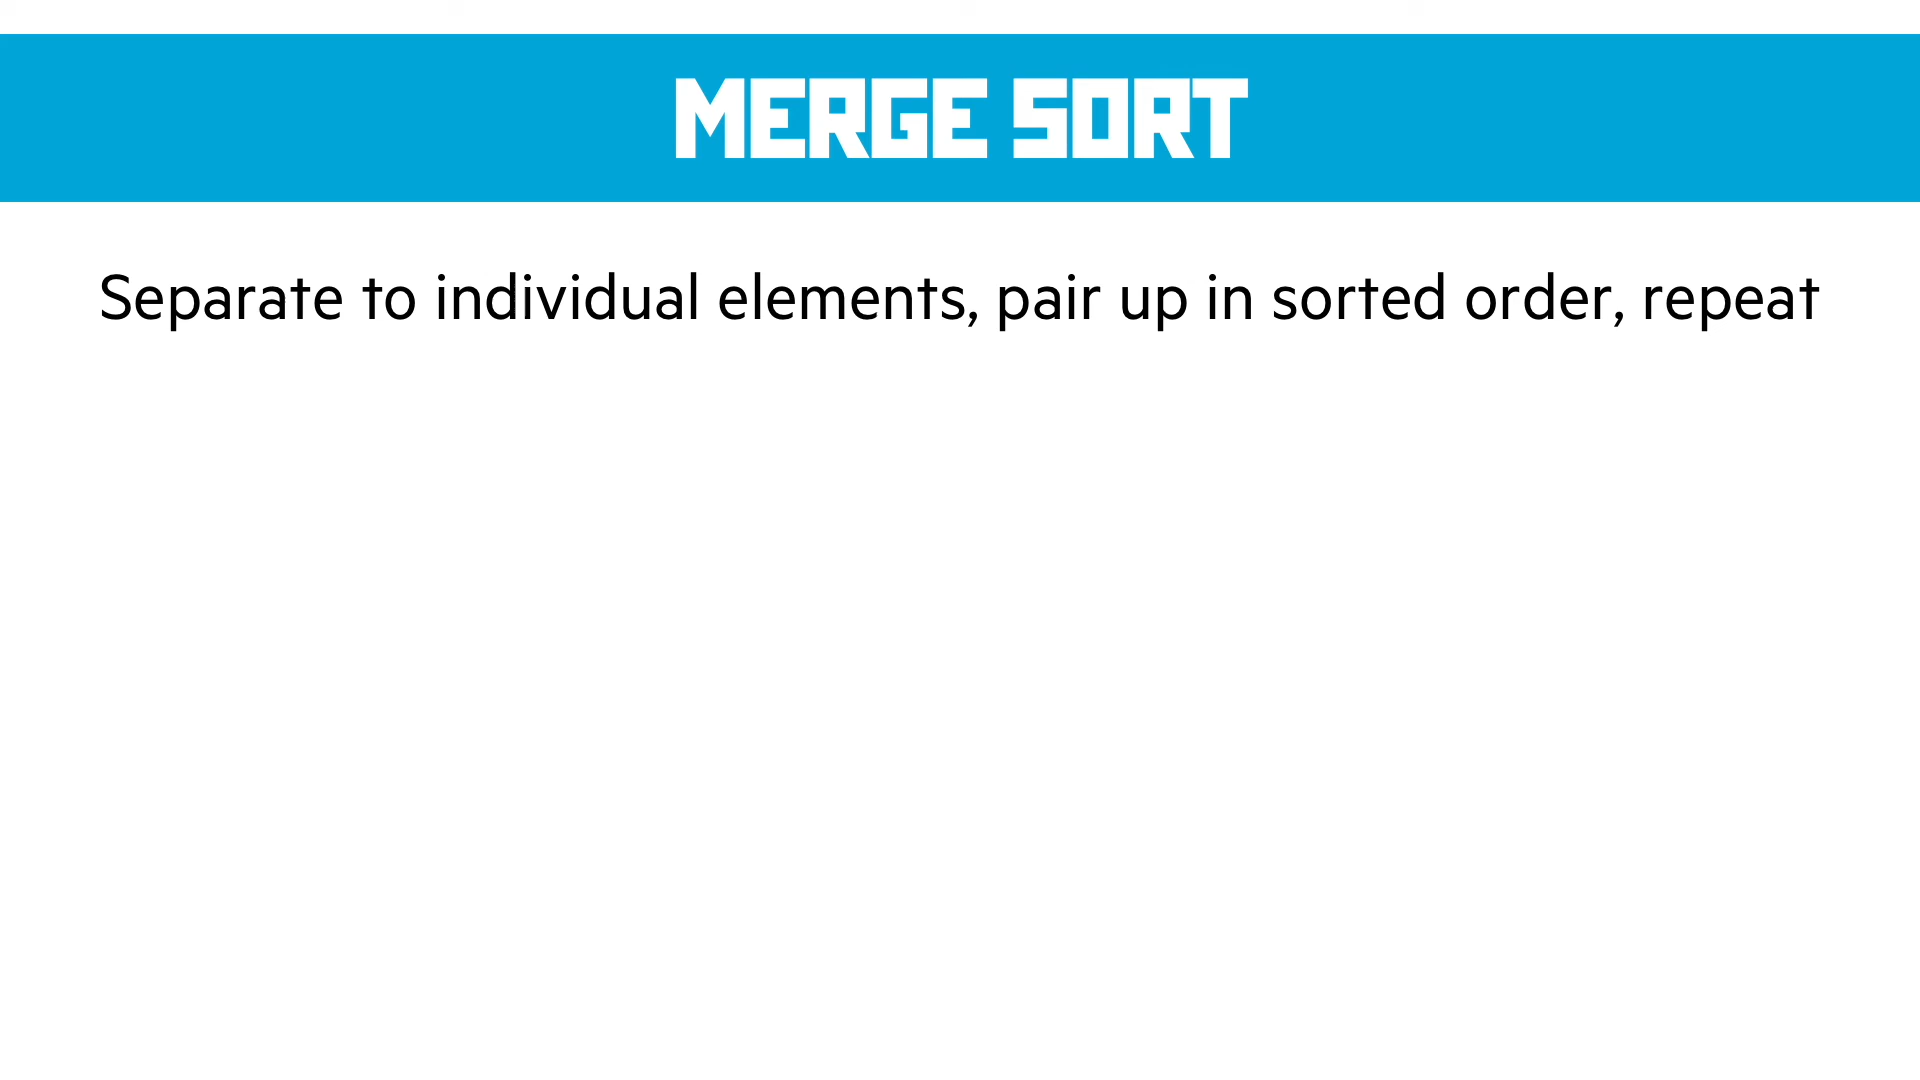 MERGE SORT
Separate to individual elements, pair up in sorted order, repeat